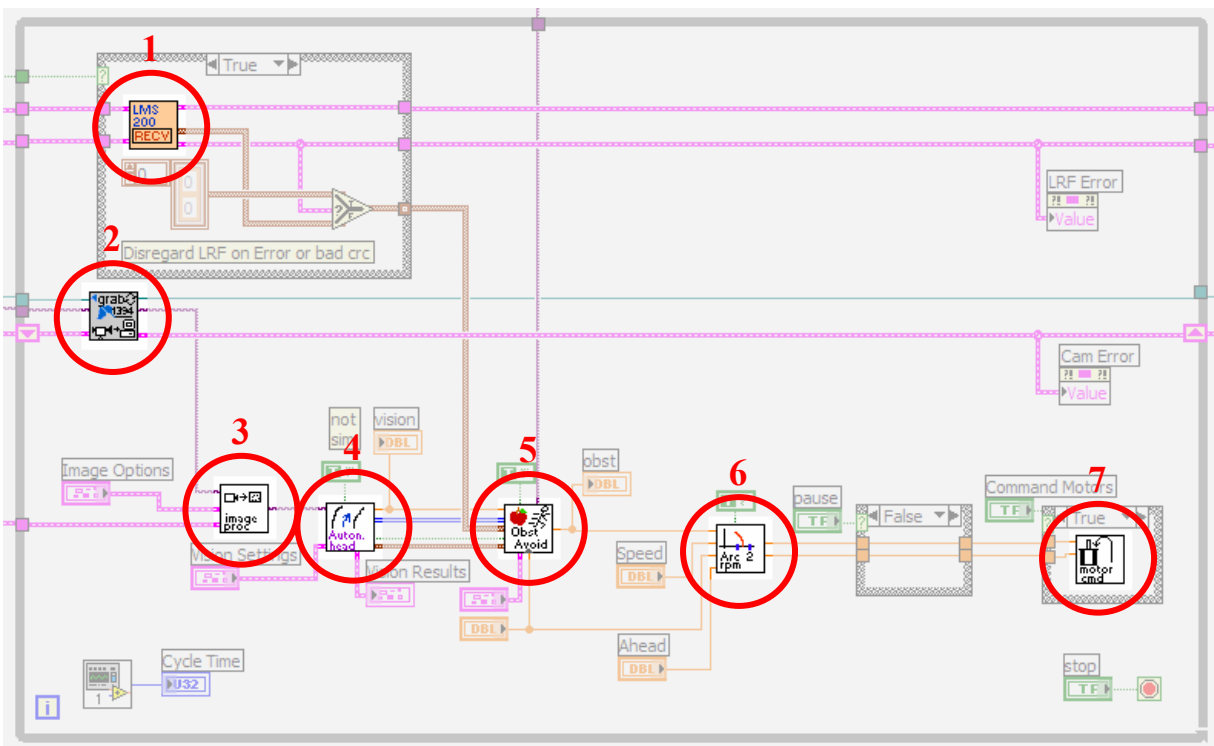 1
True
LMS
200
RECV
0
0
0
LRF Error
Value
Disregard LRF on Error or bad crc
2
grab
1394
Cam Error
Value
not
sim
vision
DBL
3
4
5
obst
DBL
6
7
Image Options
image
proc
Auton.
head
Obst
Avoid
Vision Settings
Vision Results
Speed
DBL
Arc 2
rpm
pause
TF
False
Command Motors
TF
True
motor
cmd
DBL
Ahead
DBL
Cycle Time
U32
1
i
stop
TF